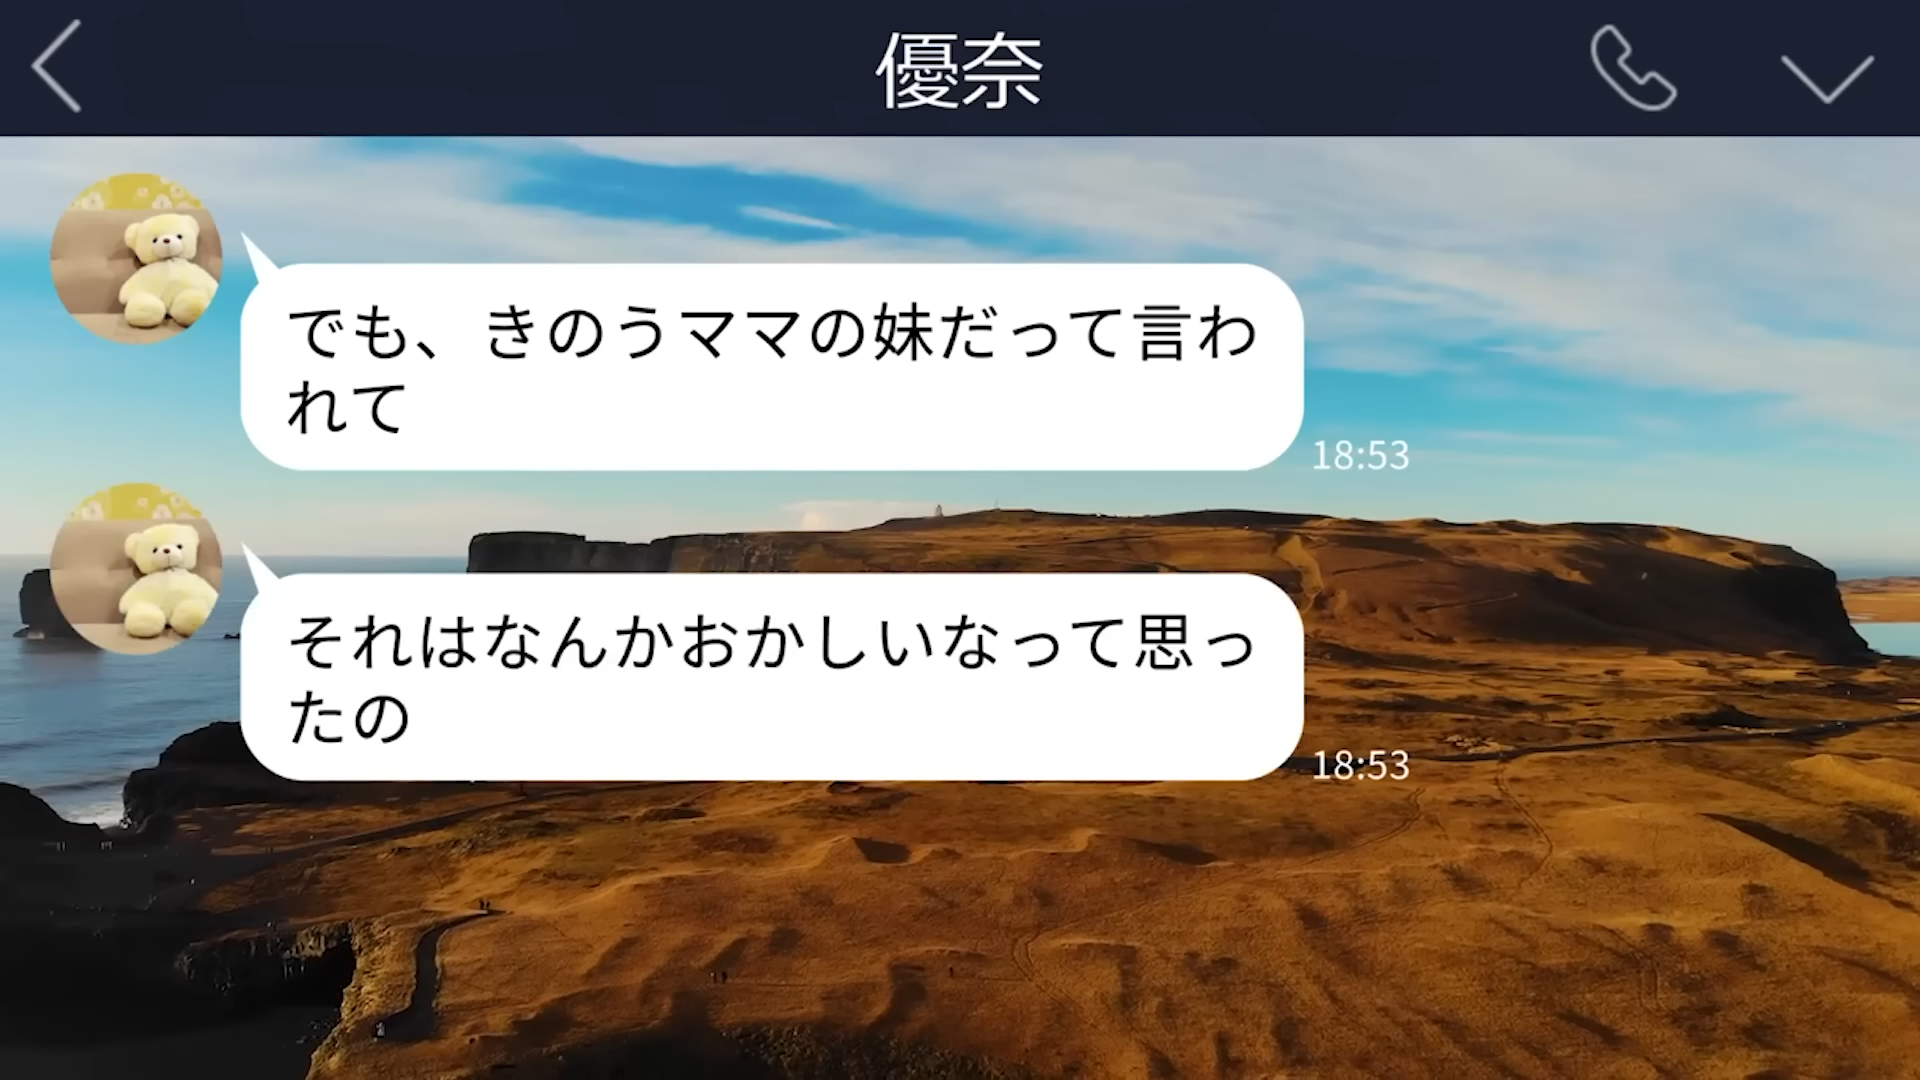 優奈
でも、きのうママの妹だって言わ
れて
18:53
それはなんかおかしいなって思っ
たの
18:53